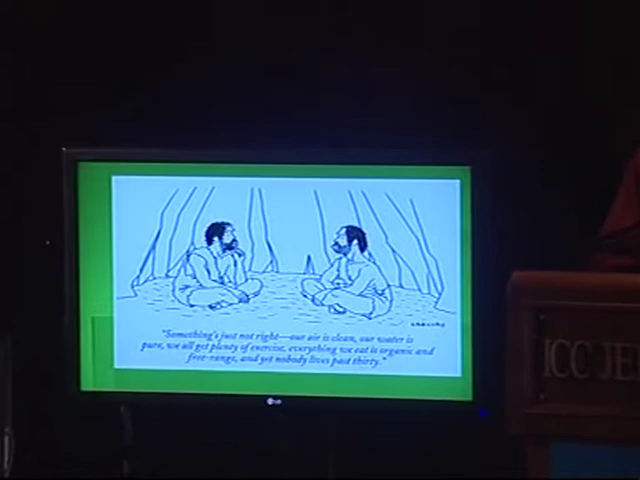 "Something's just not right—our air is clean, our water is
pure, we all get plenty of exercise, everything we eat is organic and
free-range, and yet nobody lives past thirty."
LG
ICC JE